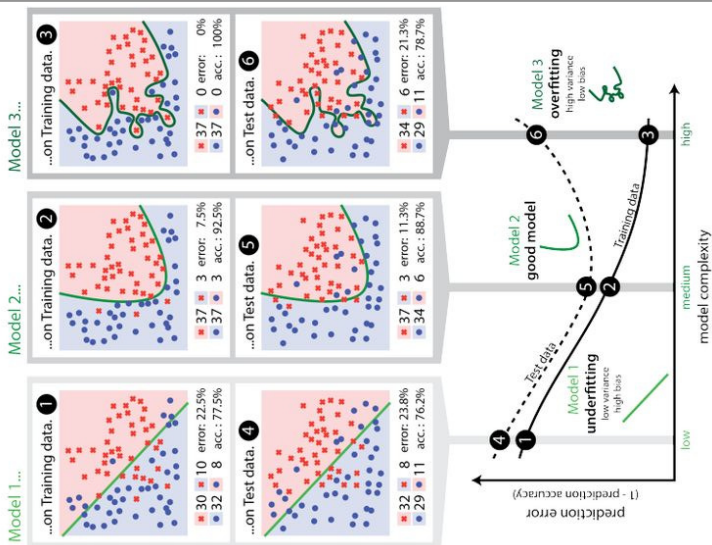 Model 1...
...on Training data. 1
30 10 error: 22.5%
32 8 acc.: 77.5%
...on Test data. 4
32 8 error: 23.8%
29 11 acc.: 76.2%
Model 2...
...on Training data. 2
37 3 error: 7.5%
37 3 acc.: 92.5%
...on Test data. 5
37 3 error: 11.3%
34 6 acc.: 88.7%
Model 3...
...on Training data. 3
37 0 error: 0%
37 0 acc.: 100%
...on Test data. 6
34 6 error: 21.3%
29 11 acc.: 78.7%
prediction error
(1 - prediction accuracy)
4
1
Test data
Model 1
underfitting
low variance
high bias
5
2
Model 2
good model
Training data
6
3
Model 3
overfitting
high variance
low bias
low
medium
high
model complexity